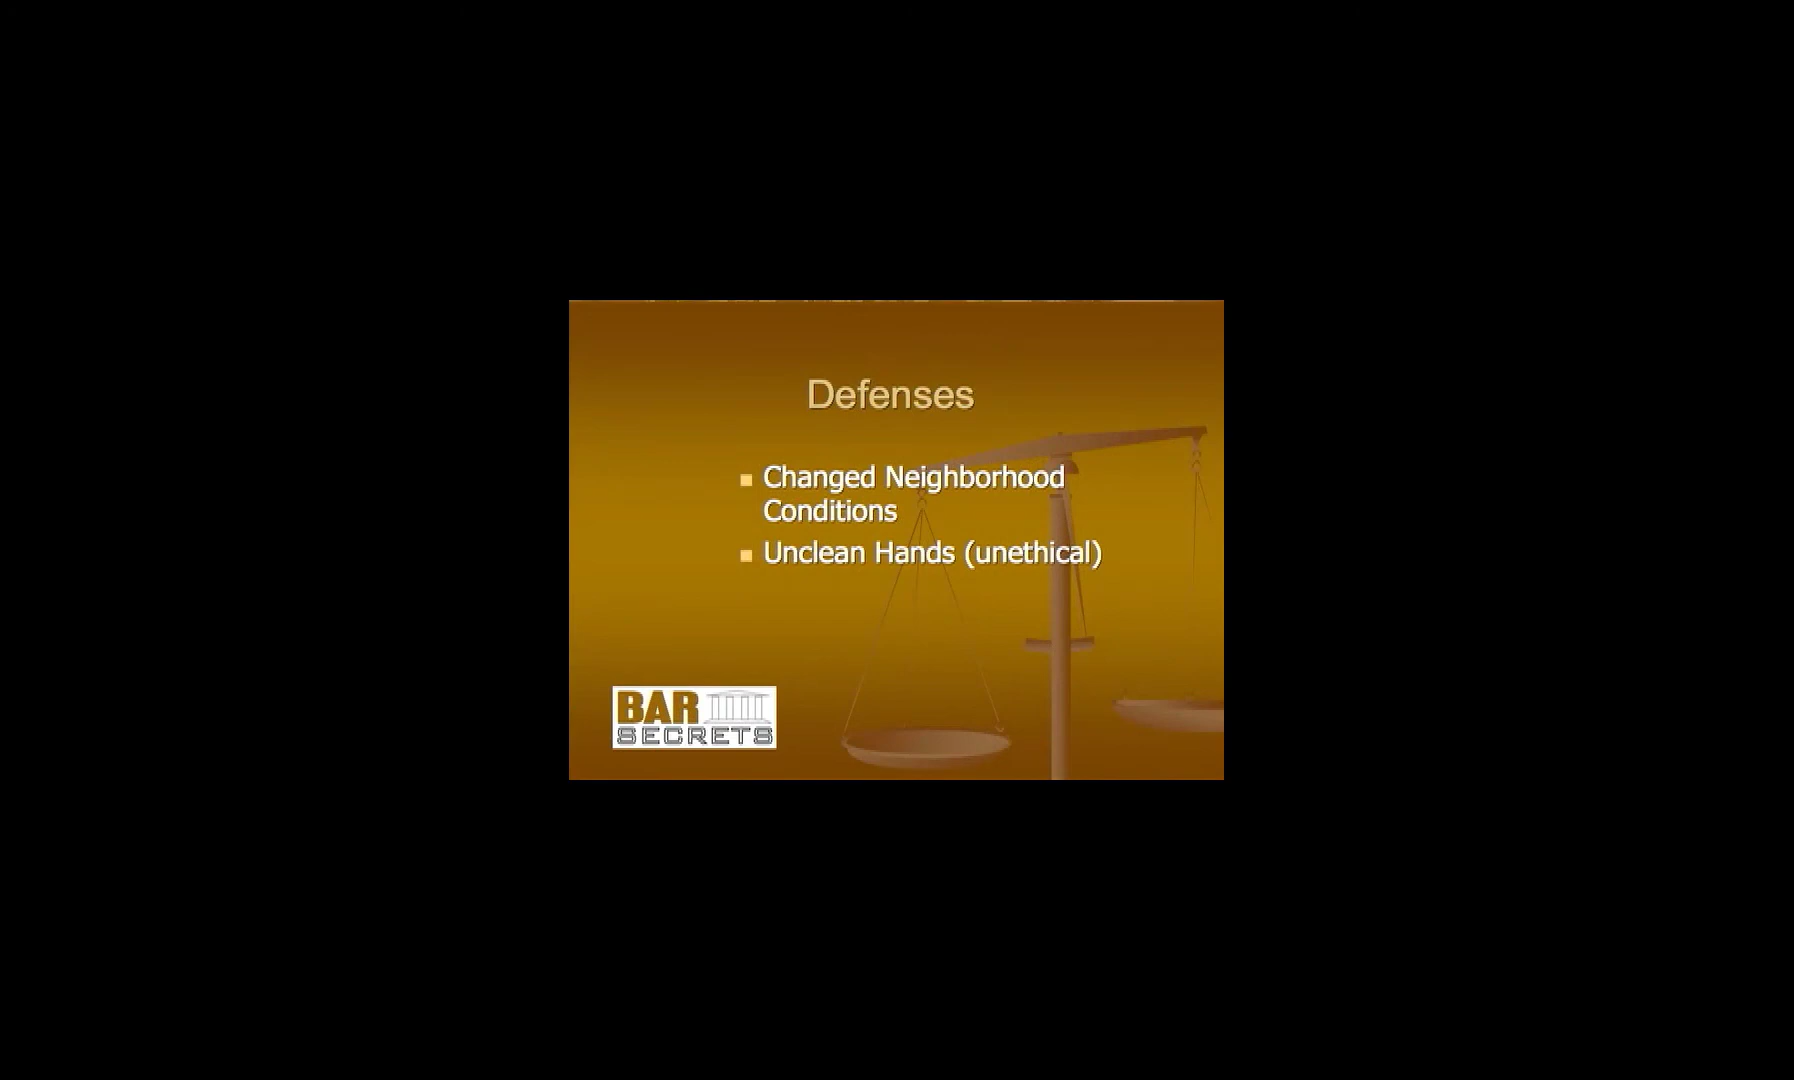 Defenses
Changed Neighborhood
Conditions
Unclean Hands (unethical)
BAR
SECRETS